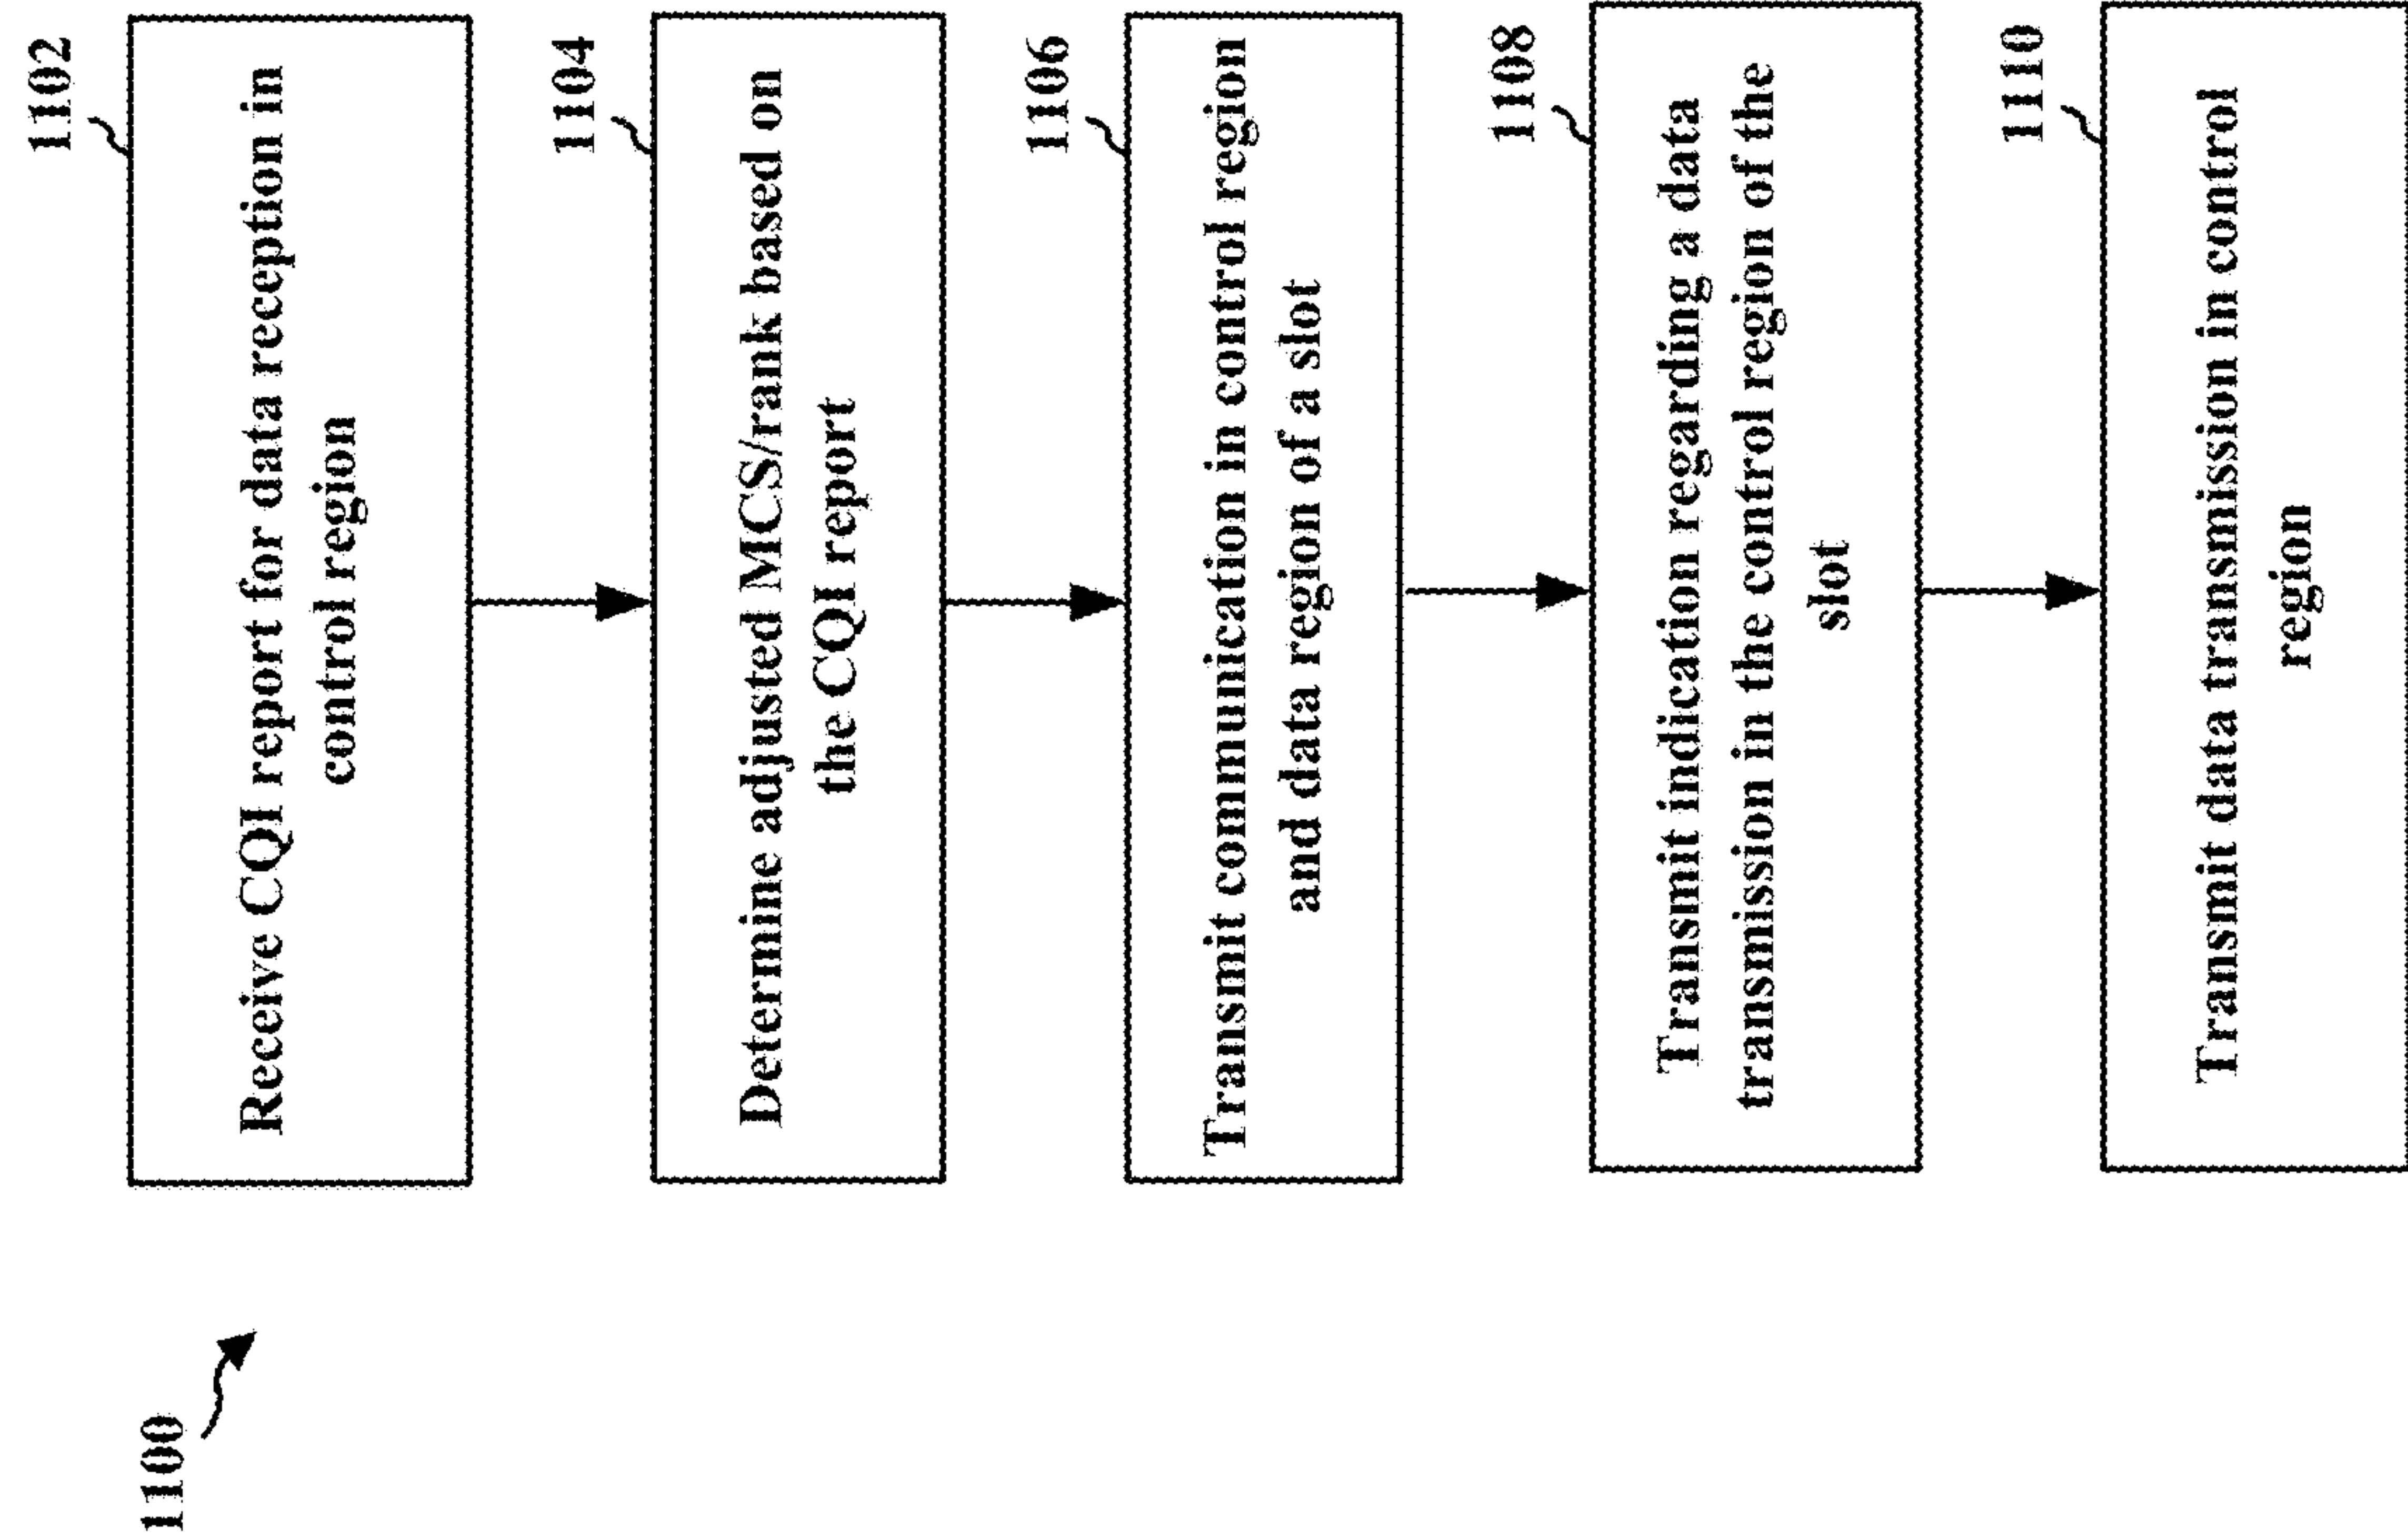 1100
1102
Receive CQI report for data reception in
control region
1104
Determine adjusted MCS/rank based on
the CQI report
1106
Transmit communication in control region
and data region of a slot
1108
Transmit indication regarding a data
transmission in the control region of the
slot
1110
Transmit data transmission in control
region